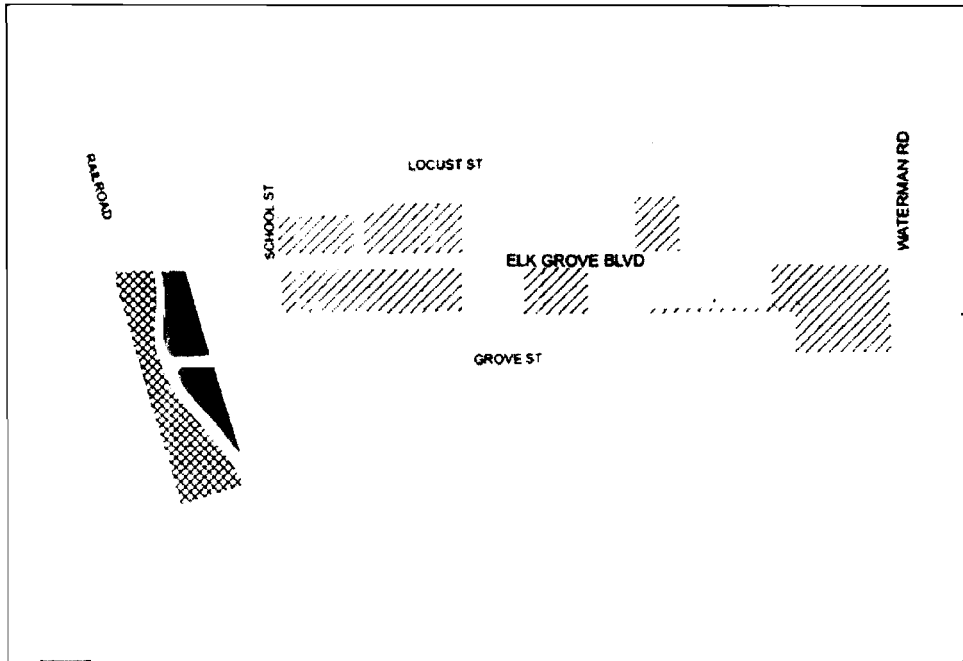 RAILROAD
LOCUST ST
SCHOOL ST
WATERMAN RD
ELK GROVE BLVD
GROVE ST